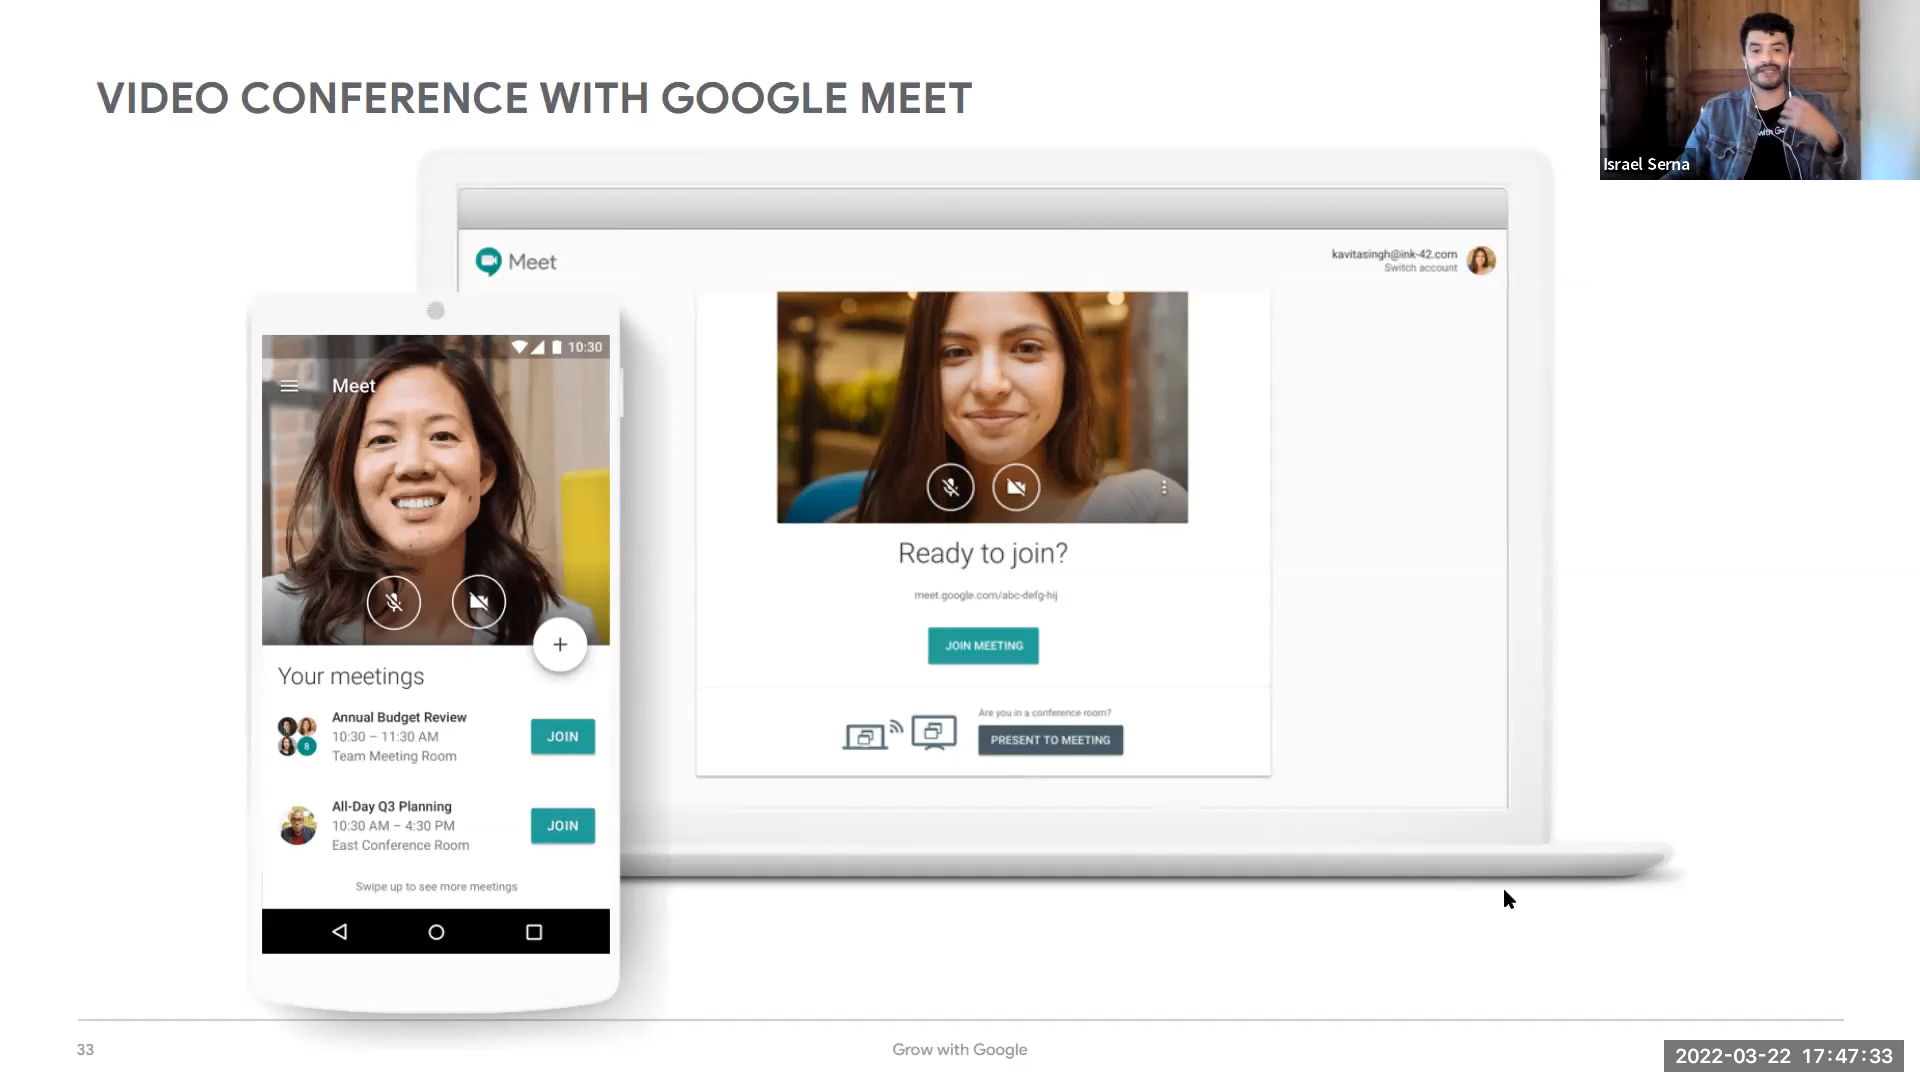 VIDEO CONFERENCE WITH GOOGLE MEET
with Go
Israel Serna
Meet
kavitasingh@ink-42.com
Switch account
10:30
Meet
Ready to join?
meet.google.com/abc-defg-hij
JOIN MEETING
Are you in a conference room?
PRESENT TO MEETING
Your meetings
Annual Budget Review
10:30 – 11:30 AM
Team Meeting Room
8
JOIN
All-Day Q3 Planning
10:30 AM – 4:30 PM
East Conference Room
JOIN
Swipe up to see more meetings
33
Grow with Google
2022-03-22 17:47:33